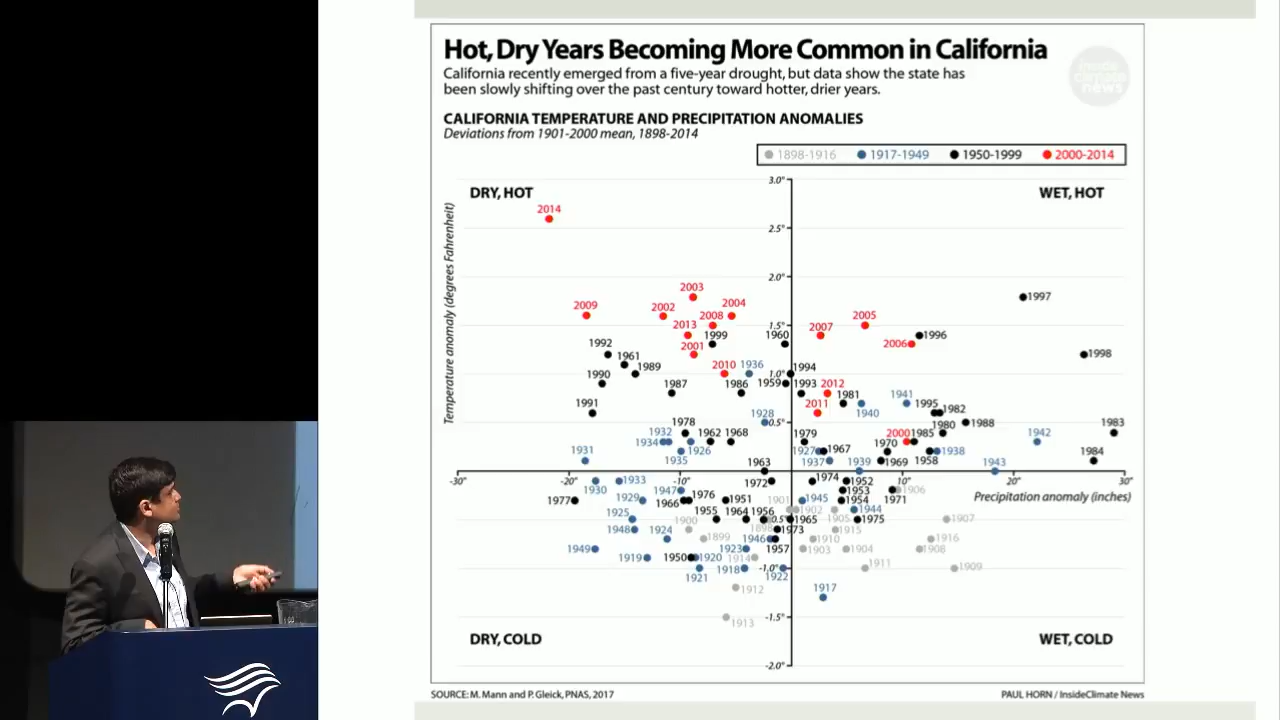 Hot, Dry Years Becoming More Common in California
California recently emerged from a five-year drought, but data show the state has
been slowly shifting over the past century toward hotter, drier years.
inside
climate
news
CALIFORNIA TEMPERATURE AND PRECIPITATION ANOMALIES
Deviations from 1901-2000 mean, 1898-2014
1898-1916 1917-1949 1950-1999 2000-2014
3.0°
DRY, HOT WET, HOT
2014
2.5°
2.0°
2003 1997
2009 2002 2004
2008 2005
2013 1.5° 2007
1999 1960 1996
2006
1992 2001 1998
1961
1990 1989 2010 1936 1.0° 1994
1987 1986 1959 1993 2012
1991 1981 1941
2011 1940 1995 1982
1928 0.5° 1988
1978 1980 1983
1932 1962 1968 2000 1985
1934 1926 1979 1970 1942
1931 1935 1927 1967 1938
1937 1939 1969 1958 1943 1984
1963
-30° -20° -10° 10° 20° 30°
1930 1933 1972 1974 1952
1947 1953 1906
Precipitation anomaly (inches)
Temperature anomaly (degrees Fahrenheit)
1977 1929 1966 1976 1951 1901 1945 1954 1971
1925 1955 1964 1956 1902 1944
1900 1965 1905 1975 1907
1948 1924 1899 1973 1915
1946 1910 1916
1949 1923 1957 1903 1904 1908
1919 1950 1920 1914
1921 1918 -1.0° 1922 1911 1909
1912 1917
1913 -1.5°
DRY, COLD WET, COLD
-2.0°
SOURCE: M. Mann and P. Gleick, PNAS, 2017 PAUL HORN / InsideClimate News